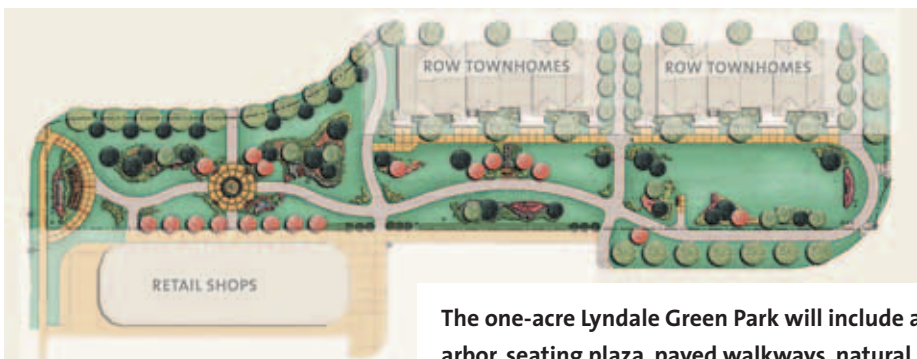 ROW TOWNHOMES
ROW TOWNHOMES
RETAIL SHOPS
The one-acre Lyndale Green Park will include a
arbor, seating plaza, paved walkways, natural